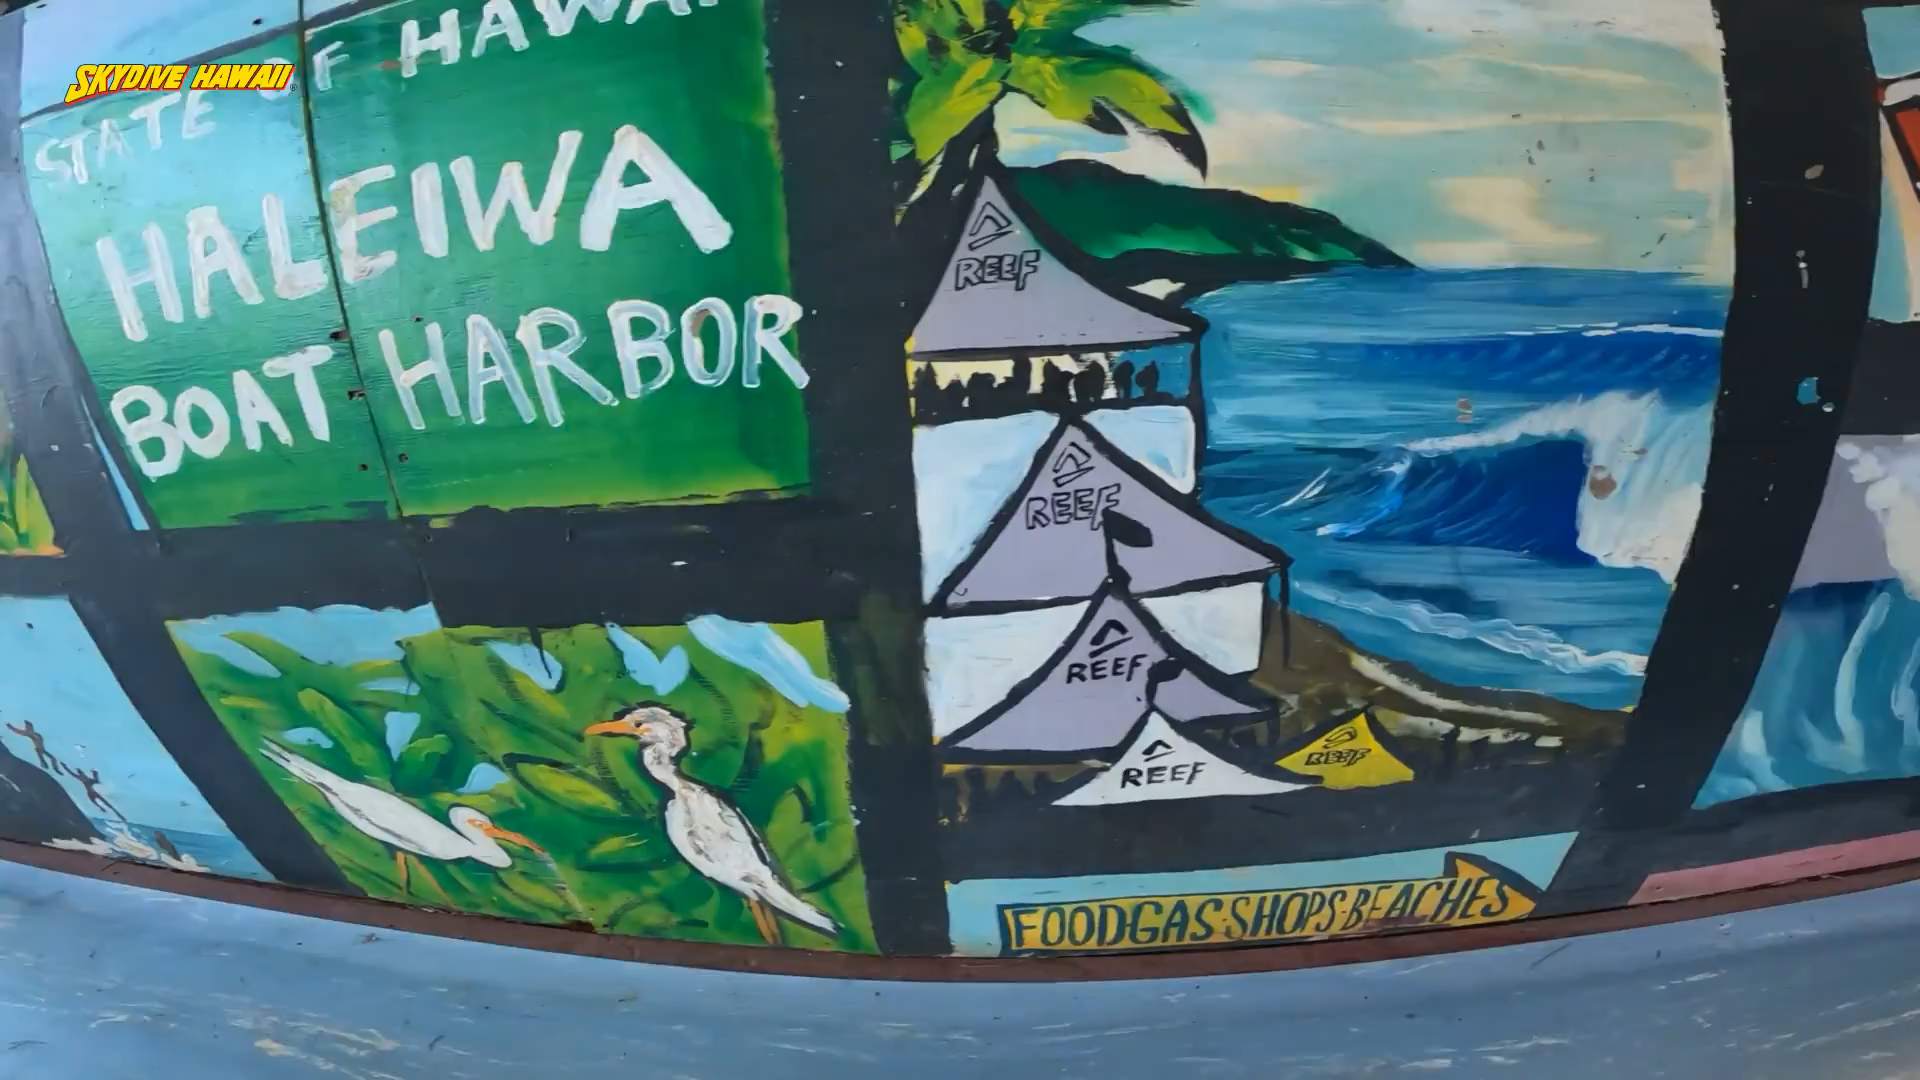 SKYDIVE HAWAII
STATE OF HAWAI
HALEIWA
BOAT HARBOR
REEF
REEF
REEF
REEF
REEF
FOOD•GAS•SHOPS•BEACHES